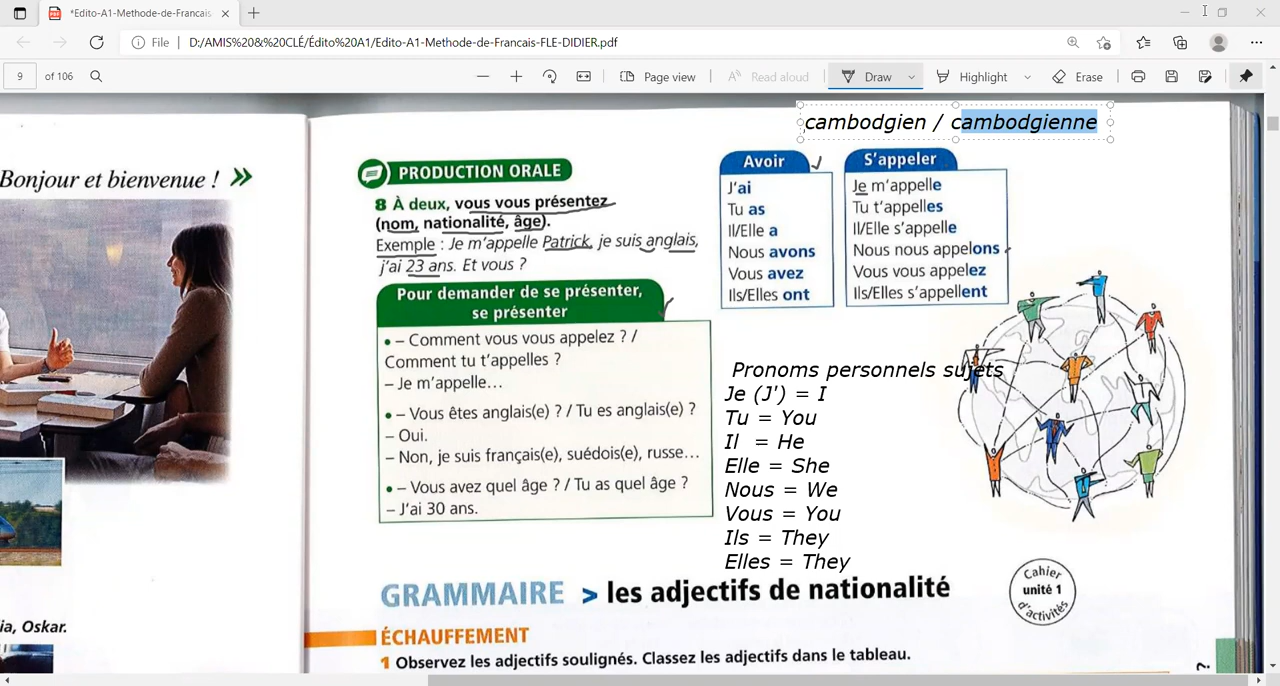 *Edito-A1-Methode-de-Francais-
File
D:/AMIS%20&%20CLÉ/Édito%20A1/Edito-A1-Methode-de-Francais-FLE-DIDIER.pdf
9 of 106
Page view
Read aloud
Draw
Highlight
Erase
cambodgien / cambodgienne
Bonjour et bienvenue ! »
PRODUCTION ORALE
8 À deux, vous vous présentez
(nom, nationalité, âge).
Exemple : Je m'appelle Patrick, je suis anglais,
j'ai 23 ans. Et vous ?
Pour demander de se présenter,
se présenter
• – Comment vous vous appelez ? /
Comment tu t'appelles ?
– Je m'appelle…
• – Vous êtes anglais(e) ? / Tu es anglais(e) ?
– Oui.
– Non, je suis français(e), suédois(e), russe…
• – Vous avez quel âge ? / Tu as quel âge ?
– J'ai 30 ans.
Avoir
J'ai
Tu as
Il/Elle a
Nous avons
Vous avez
Ils/Elles ont
S'appeler
Je m'appelle
Tu t'appelles
Il/Elle s'appelle
Nous nous appelons
Vous vous appelez
Ils/Elles s'appellent
Pronoms personnels sujets
Je (J') = I
Tu = You
Il = He
Elle = She
Nous = We
Vous = You
Ils = They
Elles = They
GRAMMAIRE > les adjectifs de nationalité
Cahier
unité 1
d'activités
ÉCHAUFFEMENT
1 Observez les adjectifs soulignés. Classez les adjectifs dans le tableau.
ia, Oskar.